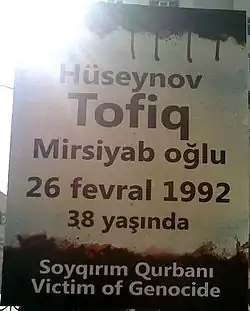 Hüseynov
Tofiq
Mirsiyab oğlu
26 fevral 1992
38 yaşında
Soyqırım Qurbanı
Victim of Genocide